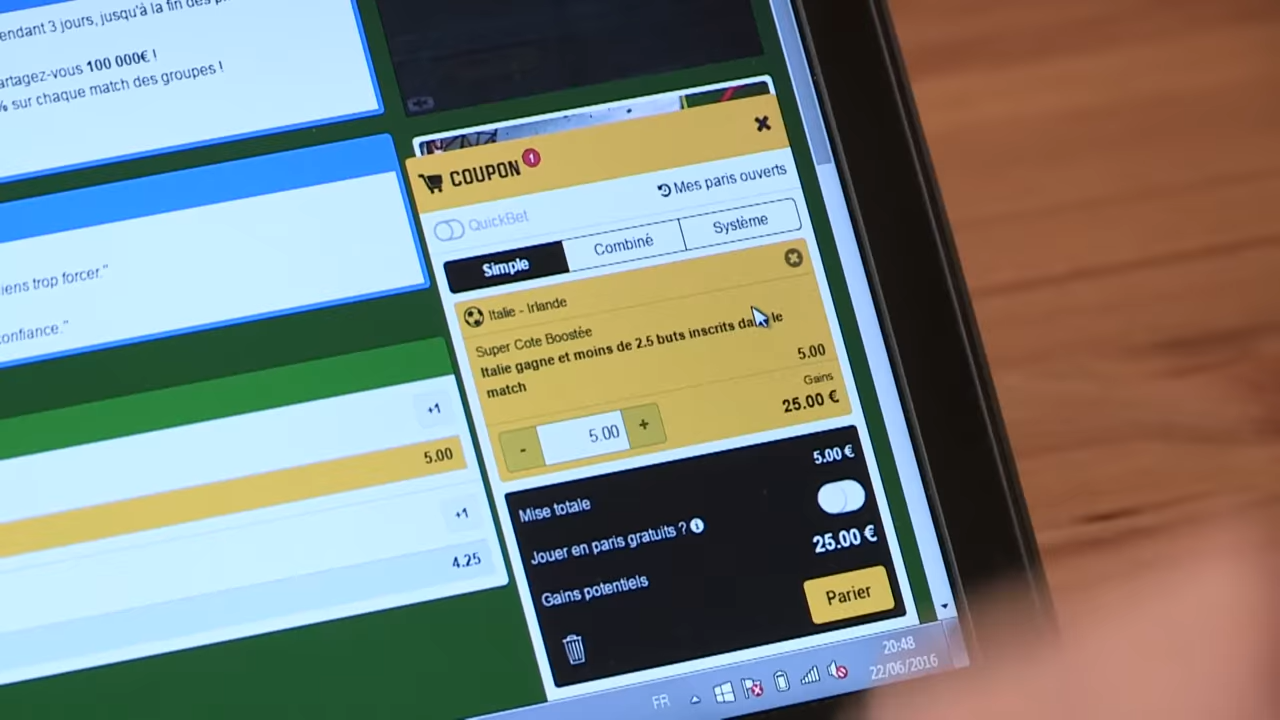 endant 3 jours, jusqu'à la fin des
artagez-vous 100 000€ !
% sur chaque match des groupes !
iens trop forcer."
onfiance."
+1
5.00
+1
4.25
COUPON 1
Mes paris ouverts
QuickBet
Simple Combiné Système
Italie - Irlande
Super Cote Boostée
Italie gagne et moins de 2.5 buts inscrits dans le
match
5.00
Gains
25.00 €
- 5.00 +
Mise totale 5.00 €
Jouer en paris gratuits ?
Gains potentiels 25.00 €
Parier
FR
20:48
22/06/2016